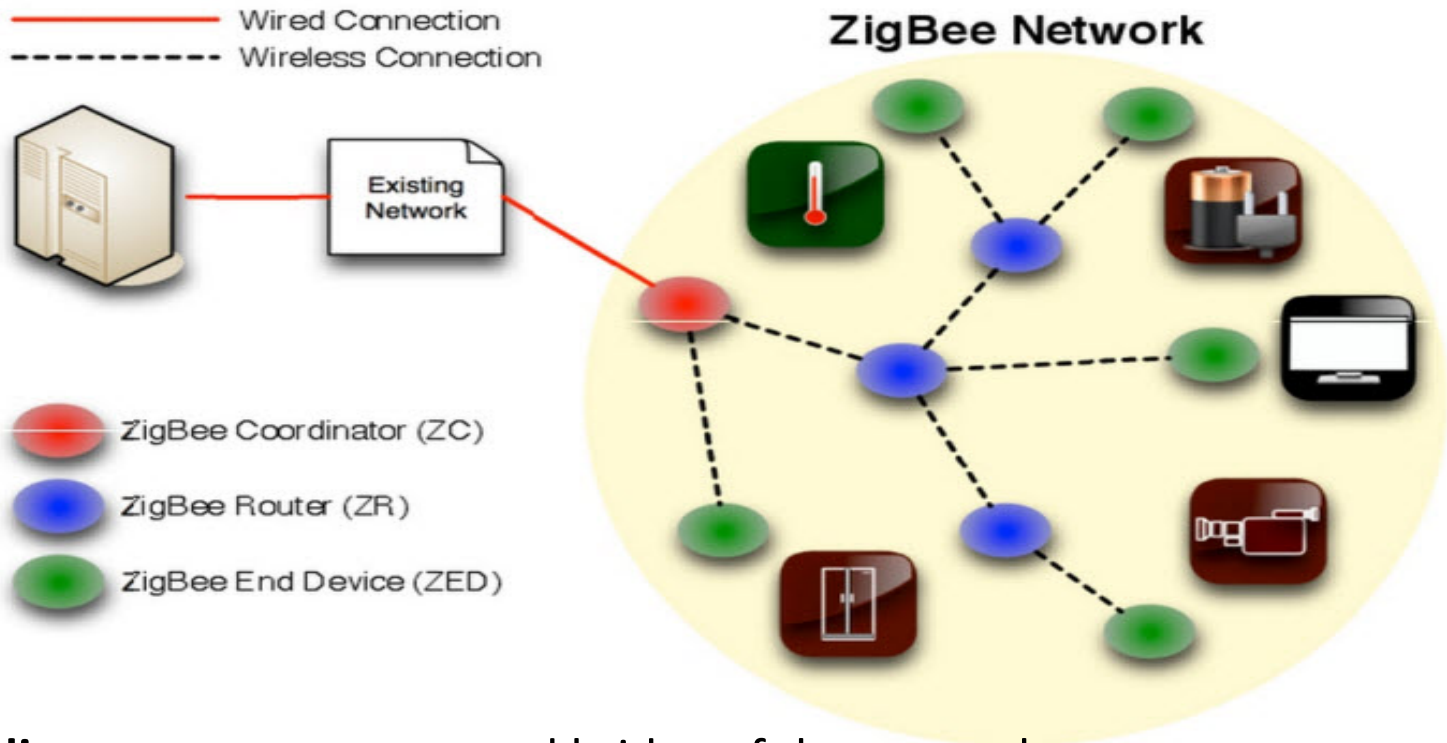 Wired Connection
Wireless Connection
ZigBee Network
Existing
Network
ZigBee Coordinator (ZC)
ZigBee Router (ZR)
ZigBee End Device (ZED)